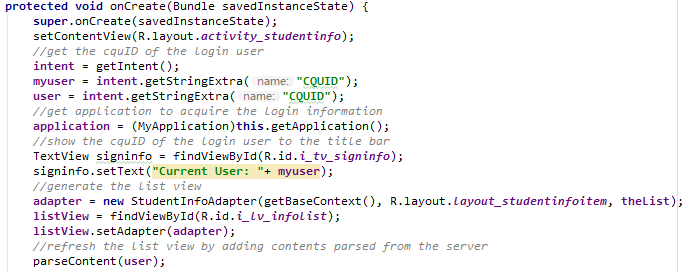 protected void onCreate(Bundle savedInstanceState) {
super.onCreate(savedInstanceState);
setContentView(R.layout.activity_studentinfo);
//get the cquID of the login user
intent = getIntent();
myuser = intent.getStringExtra( name: "CQUID");
user = intent.getStringExtra( name: "CQUID");
//get application to acquire the login information
application = (MyApplication)this.getApplication();
//show the cquID of the login user to the title bar
TextView signinfo = findViewById(R.id.i_tv_signinfo);
signinfo.setText("Current User: "+ myuser);
//generate the list view
adapter = new StudentInfoAdapter(getBaseContext(), R.layout.layout_studentinfoitem, theList);
listView = findViewById(R.id.i_lv_infolist);
listView.setAdapter(adapter);
//refresh the list view by adding contents parsed from the server
parseContent(user);